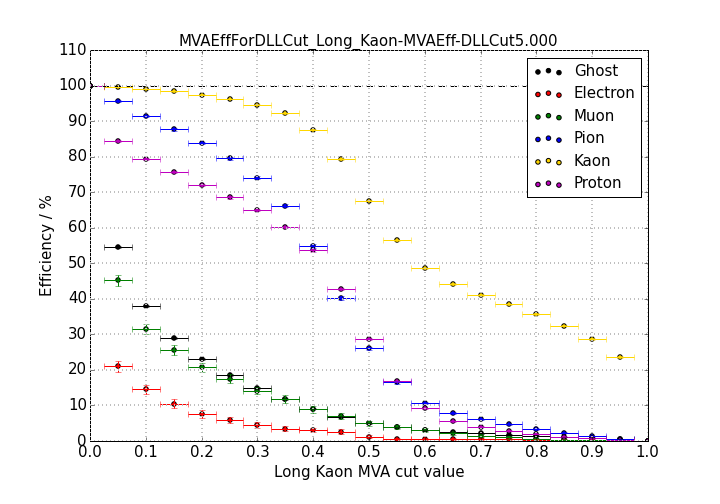 MVAEffForDLLCut_Long_Kaon-MVAEff-DLLCut5.000
110
100
90
80
70
60
50
40
30
20
10
0
Efficiency / %
Ghost
Electron
Muon
Pion
Kaon
Proton
0.0 0.1 0.2 0.3 0.4 0.5 0.6 0.7 0.8 0.9 1.0
Long Kaon MVA cut value